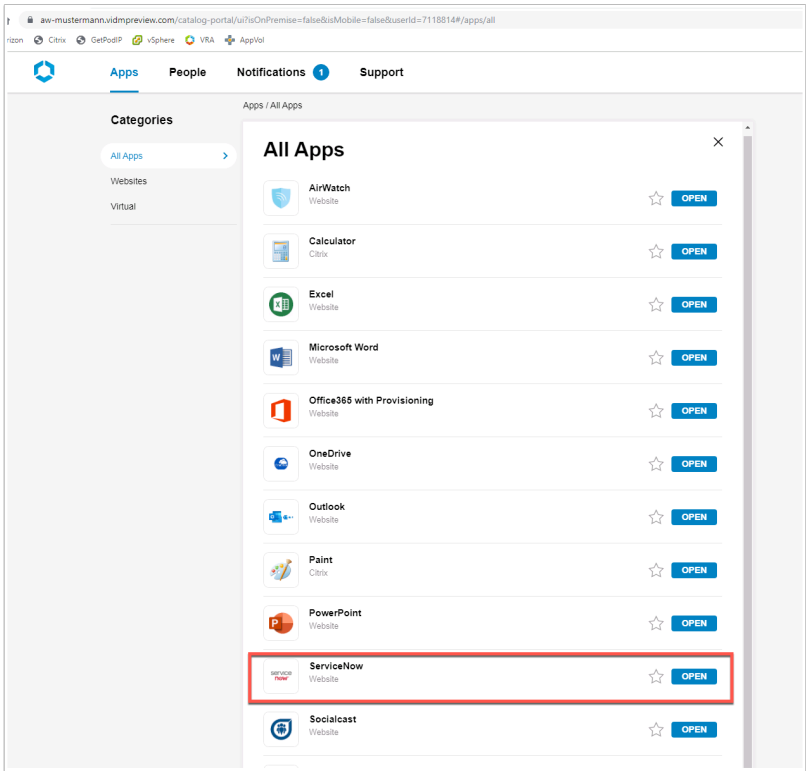 aw-mustermann.vidmpreview.com/catalog-portal/ui?isOnPremise=false&isMobile=false&userId=7118814#/apps/all
rizon Citrix GetPodIP vSphere VRA AppVol
Apps People Notifications 1 Support
Apps / All Apps
Categories
All Apps
Websites
Virtual
All Apps
AirWatch
Website
OPEN
Calculator
Citrix
OPEN
Excel
Website
OPEN
Microsoft Word
Website
OPEN
Office365 with Provisioning
Website
OPEN
OneDrive
Website
OPEN
Outlook
Website
OPEN
Paint
Citrix
OPEN
PowerPoint
Website
OPEN
service
now
ServiceNow
Website
OPEN
Socialcast
Website
OPEN